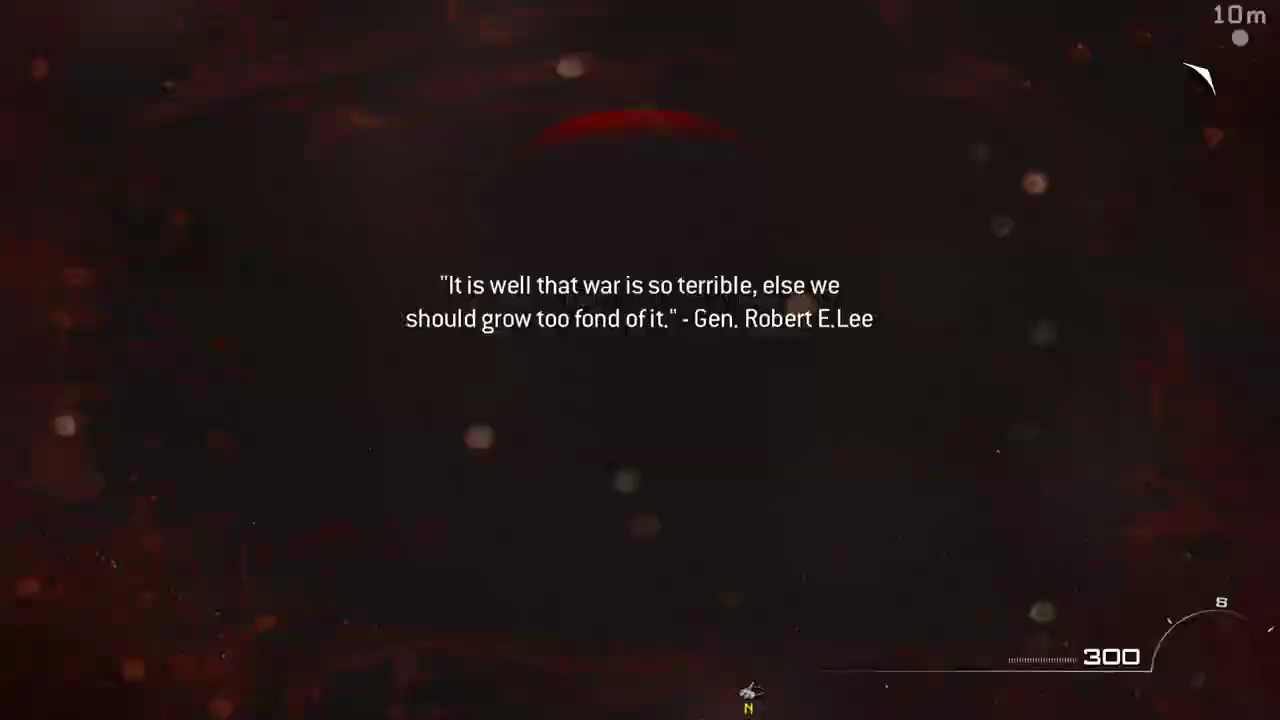 10m
"It is well that war is so terrible, else we
should grow too fond of it." - Gen. Robert E.Lee
S
300
N